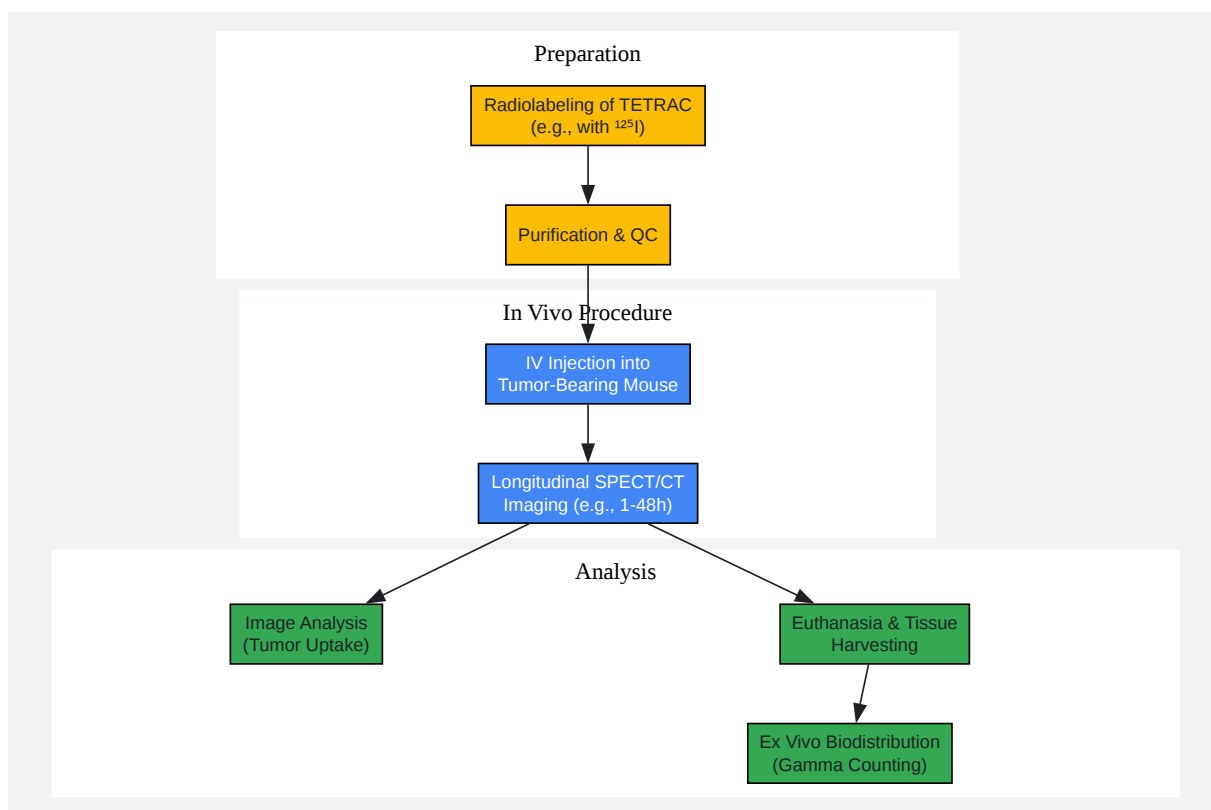 Preparation
Radiolabeling of TETRAC
(e.g., with ¹²⁵I)
Purification & QC
In Vivo Procedure
IV Injection into
Tumor-Bearing Mouse
Longitudinal SPECT/CT
Imaging (e.g., 1-48h)
Analysis
Image Analysis
(Tumor Uptake)
Euthanasia & Tissue
Harvesting
Ex Vivo Biodistribution
(Gamma Counting)